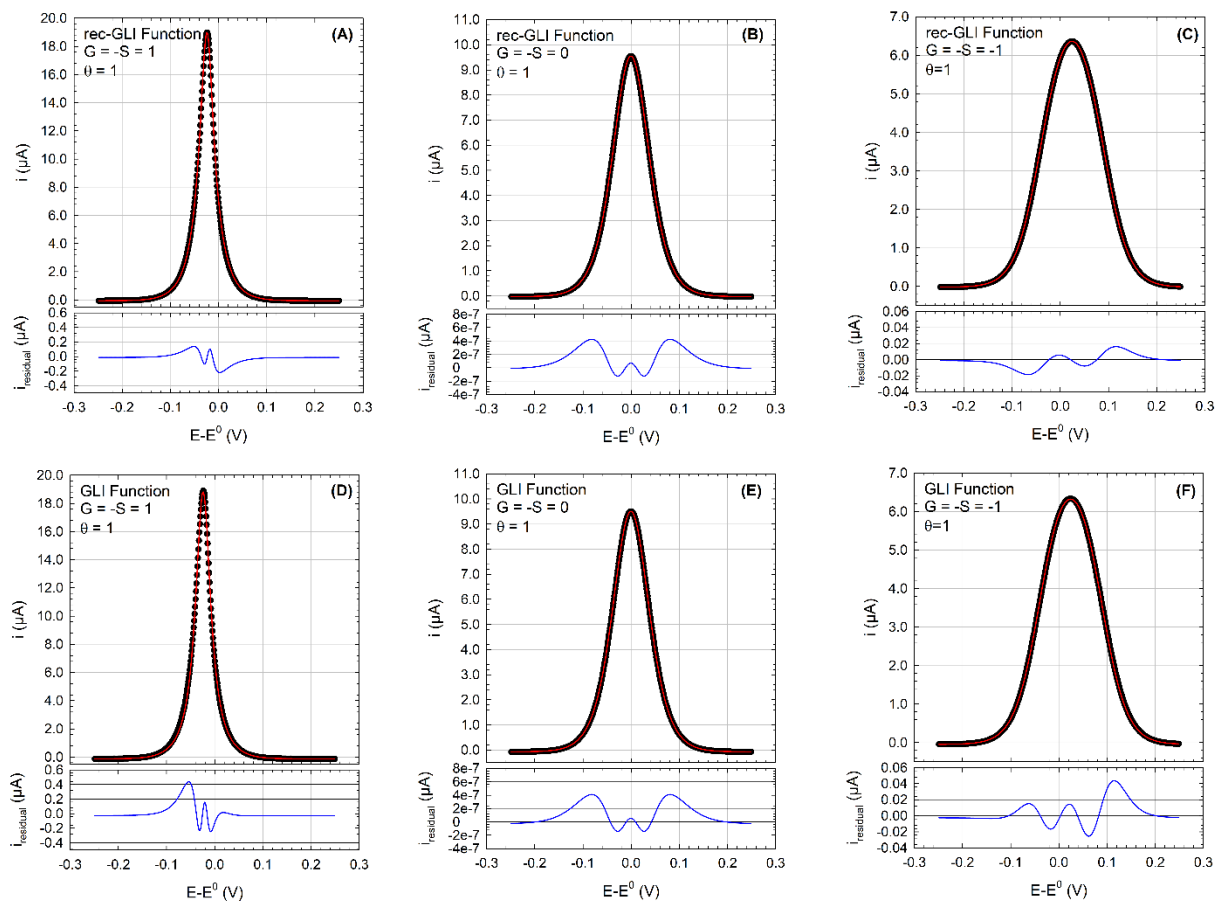 rec-GLI Function
G = -S = 1
θ = 1
(A)
20.0
18.0
16.0
14.0
12.0
10.0
8.0
6.0
4.0
2.0
0.0
i (µA)
0.6
0.4
0.2
0.0
-0.2
-0.4
i residual (µA)
-0.3 -0.2 -0.1 0.0 0.1 0.2 0.3
E-E⁰ (V)
rec-GLI Function
G = -S = 0
θ = 1
(B)
11.0
10.0
9.0
8.0
7.0
6.0
5.0
4.0
3.0
2.0
1.0
0.0
i (µA)
8e-7
6e-7
4e-7
2e-7
0
-2e-7
-4e-7
i residual (µA)
-0.3 -0.2 -0.1 0.0 0.1 0.2 0.3
E-E⁰ (V)
rec-GLI Function
G = -S = -1
θ=1
(C)
7.0
6.0
5.0
4.0
3.0
2.0
1.0
0.0
i (µA)
0.06
0.04
0.02
0.00
-0.02
-0.04
i residual (µA)
-0.3 -0.2 -0.1 0.0 0.1 0.2 0.3
E-E⁰ (V)
GLI Function
G = -S = 1
θ = 1
(D)
20.0
18.0
16.0
14.0
12.0
10.0
8.0
6.0
4.0
2.0
0.0
i (µA)
0.6
0.4
0.2
0.0
-0.2
-0.4
i residual (µA)
-0.3 -0.2 -0.1 0.0 0.1 0.2 0.3
E-E⁰ (V)
GLI Function
G = -S = 0
θ = 1
(E)
11.0
10.0
9.0
8.0
7.0
6.0
5.0
4.0
3.0
2.0
1.0
0.0
i (µA)
8e-7
6e-7
4e-7
2e-7
0
-2e-7
-4e-7
i residual (µA)
-0.3 -0.2 -0.1 0.0 0.1 0.2 0.3
E-E⁰ (V)
GLI Function
G = -S = -1
θ=1
(F)
7.0
6.0
5.0
4.0
3.0
2.0
1.0
0.0
i (µA)
0.06
0.04
0.02
0.00
-0.02
-0.04
i residual (µA)
-0.3 -0.2 -0.1 0.0 0.1 0.2 0.3
E-E⁰ (V)